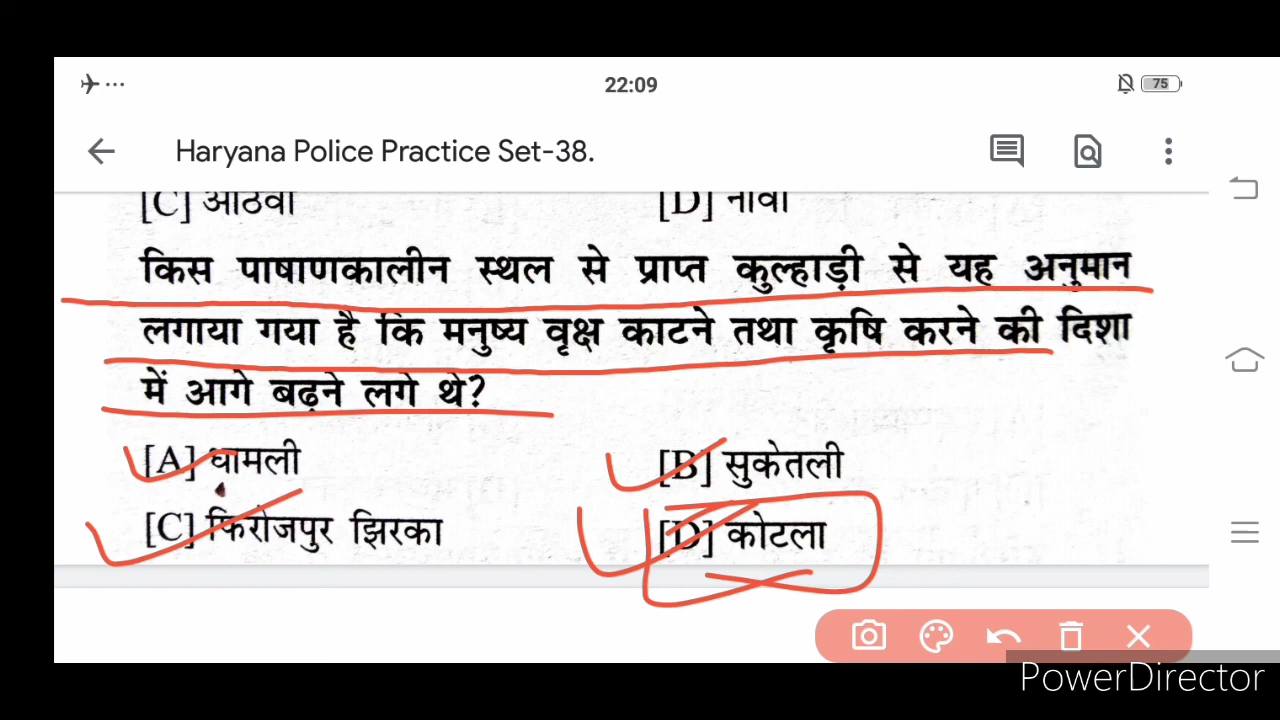 22:09
75
Haryana Police Practice Set-38.
[C] आठवां [D] नौवां
किस पाषाणकालीन स्थल से प्राप्त कुल्हाड़ी से यह अनुमान
लगाया गया है कि मनुष्य वृक्ष काटने तथा कृषि करने की दिशा
में आगे बढ़ने लगे थे?
[A] धामली [B] सुकेतली
[C] फिरोजपुर झिरका [D] कोटला
PowerDirector